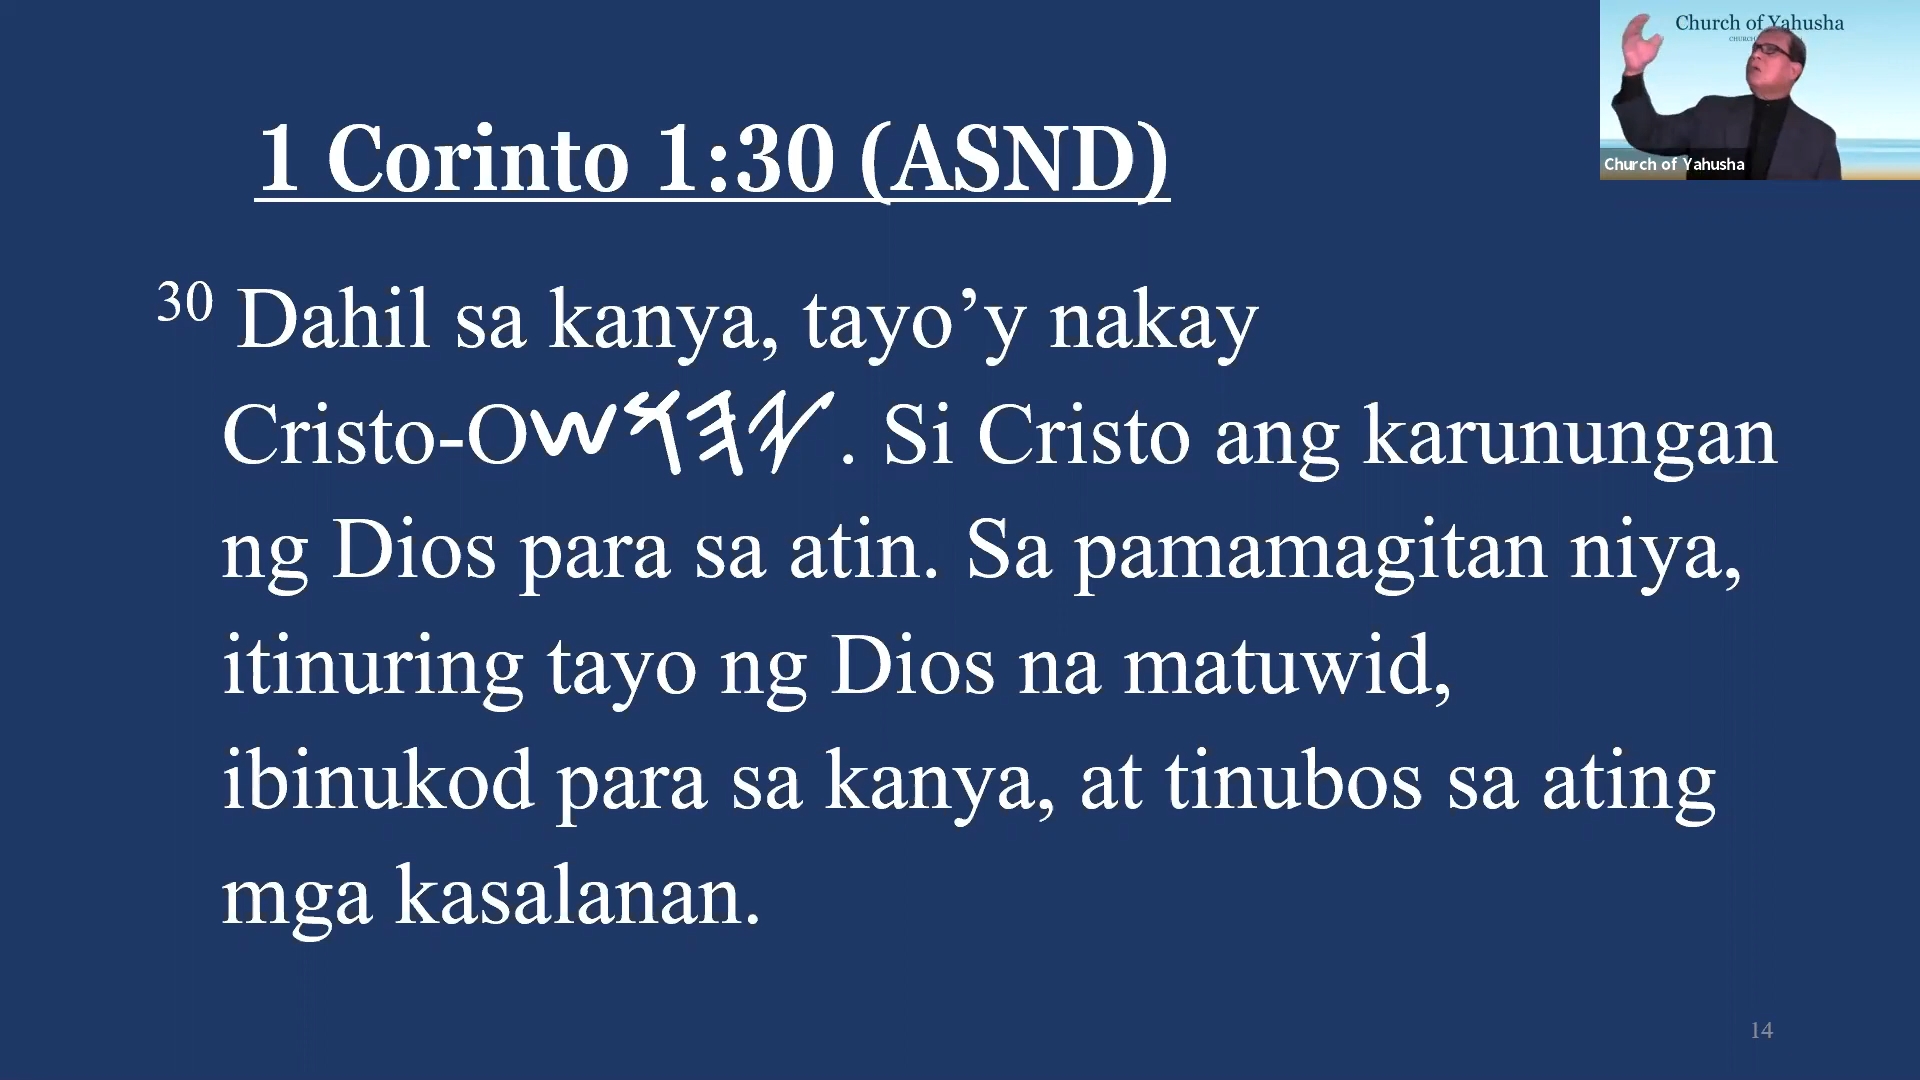 Church of Yahusha
1 Corinto 1:30 (ASND)
Church of Yahusha
30 Dahil sa kanya, tayo’y nakay
Cristo-O𐤔𐤅𐤄𐤉. Si Cristo ang karunungan
ng Dios para sa atin. Sa pamamagitan niya,
itinuring tayo ng Dios na matuwid,
ibinukod para sa kanya, at tinubos sa ating
mga kasalanan.
14